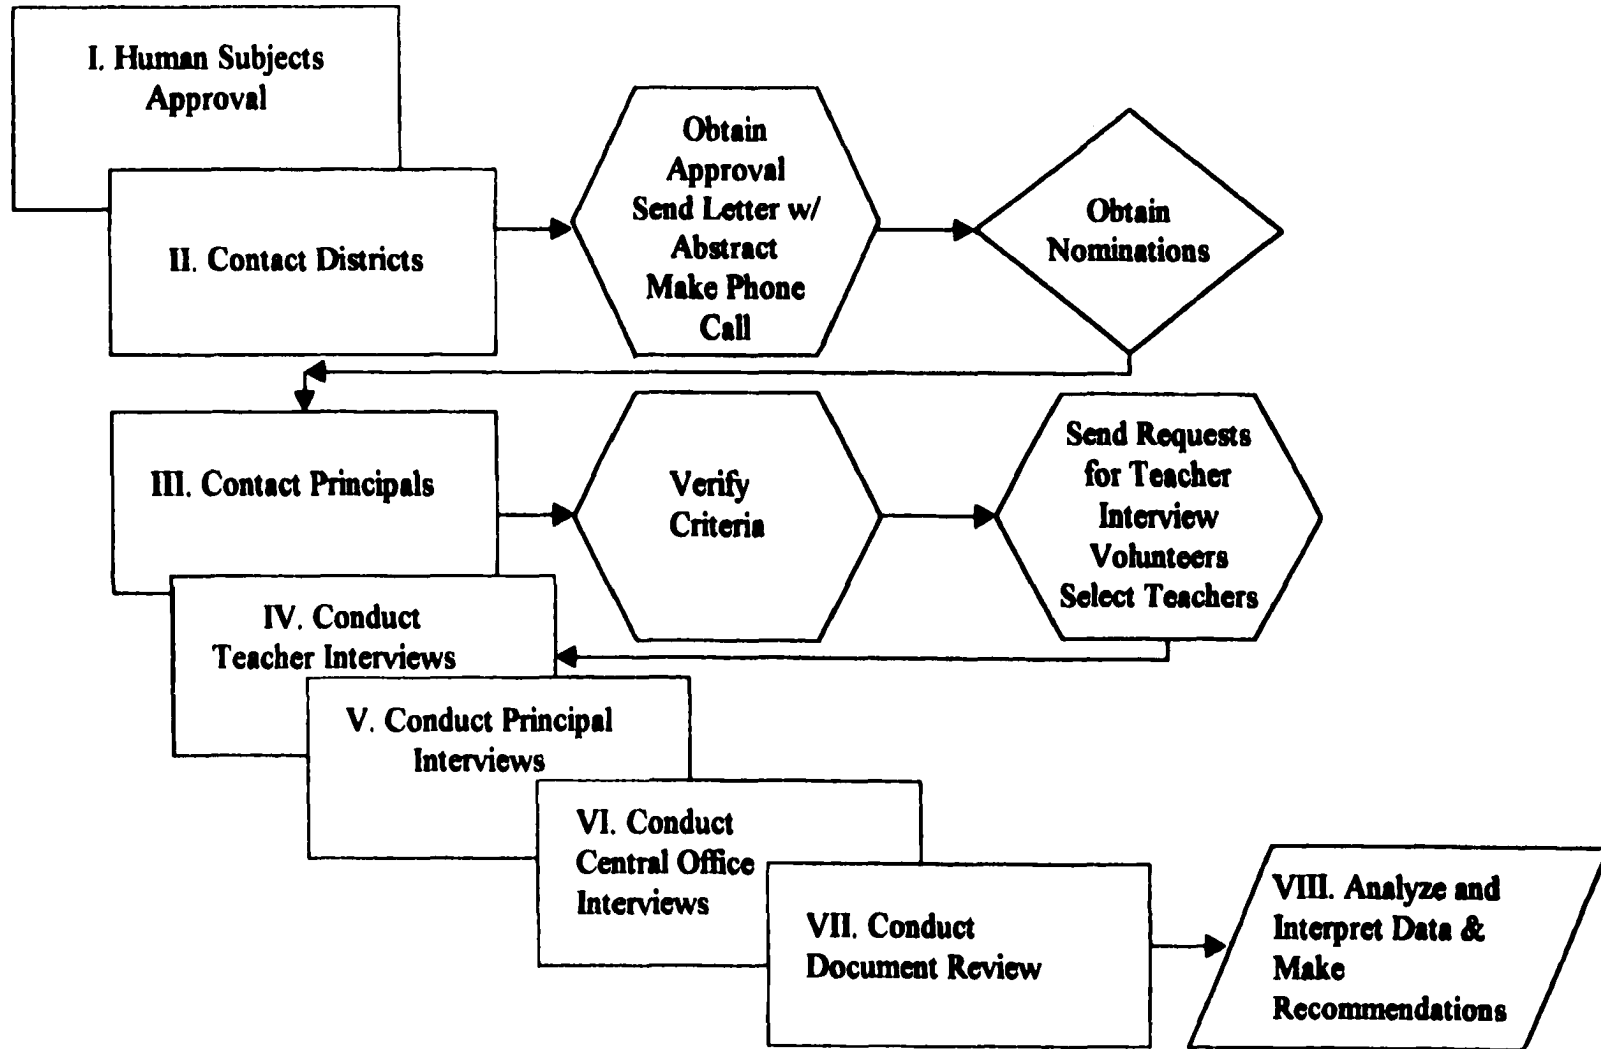 I. Human Subjects
Approval
II. Contact Districts
Obtain
Approval
Send Letter w/
Abstract
Make Phone
Call
Obtain
Nominations
III. Contact Principals
Verify
Criteria
Send Requests
for Teacher
Interview
Volunteers
Select Teachers
IV. Conduct
Teacher Interviews
V. Conduct Principal
Interviews
VI. Conduct
Central Office
Interviews
VII. Conduct
Document Review
VIII. Analyze and
Interpret Data &
Make
Recommendations